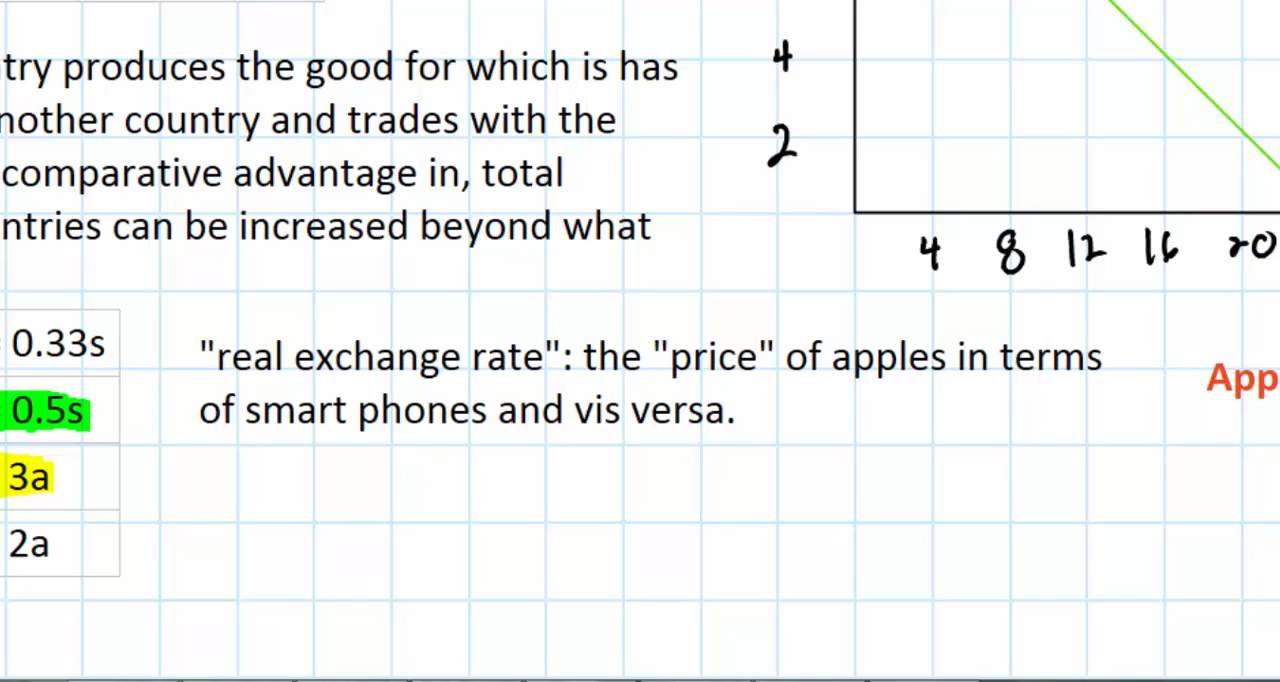 try produces the good for which is has
nother country and trades with the
comparative advantage in, total
ntries can be increased beyond what
4
2
4 8 12 16 20
0.33s
0.5s
3a
2a
"real exchange rate": the "price" of apples in terms
of smart phones and vis versa.
App